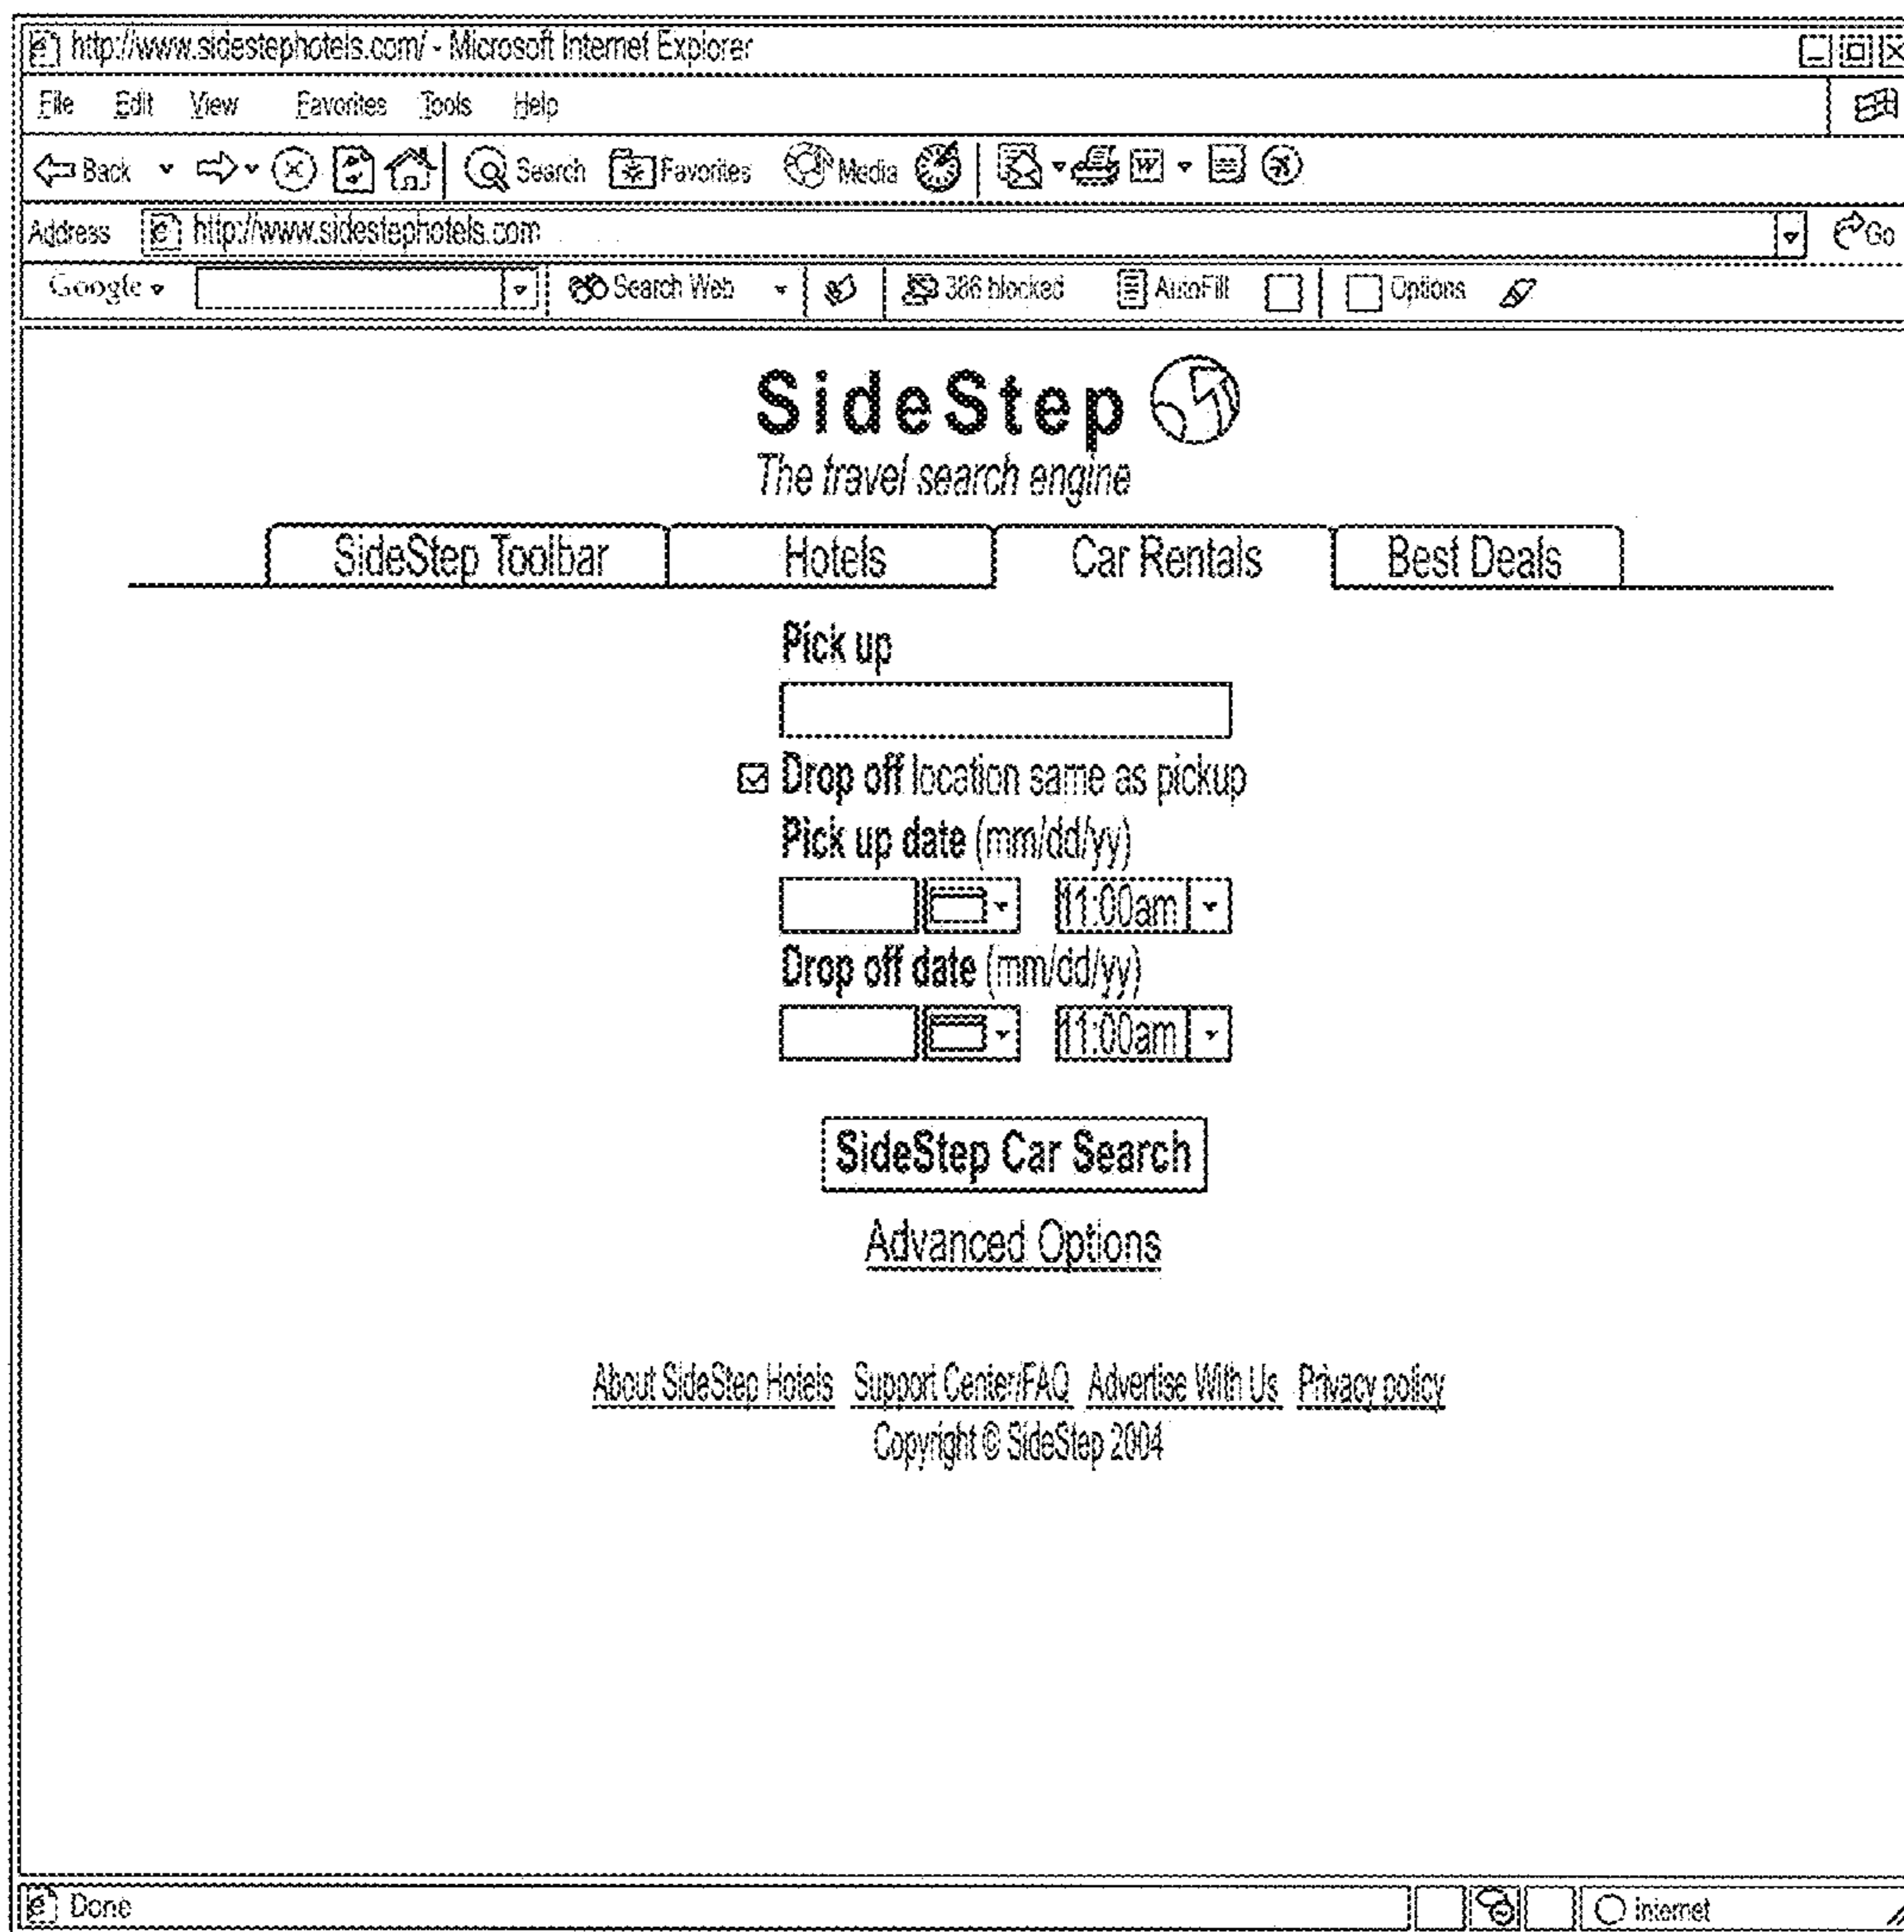 http://www.sidestephotels.com/ - Microsoft Internet Explorer
File Edit View Favorites Tools Help
Back Search Favorites Media W
Address http://www.sidestephotels.com Go
Google Search Web 386 blocked AutoFill Options
SideStep
The travel search engine
SideStep Toolbar Hotels Car Rentals Best Deals
Pick up
Drop off location same as pickup
Pick up date (mm/dd/yy)
11:00am
Drop off date (mm/dd/yy)
11:00am
SideStep Car Search
Advanced Options
About SideStep Hotels Support Center/FAQ Advertise With Us Privacy policy
Copyright © SideStep 2004
Done Internet